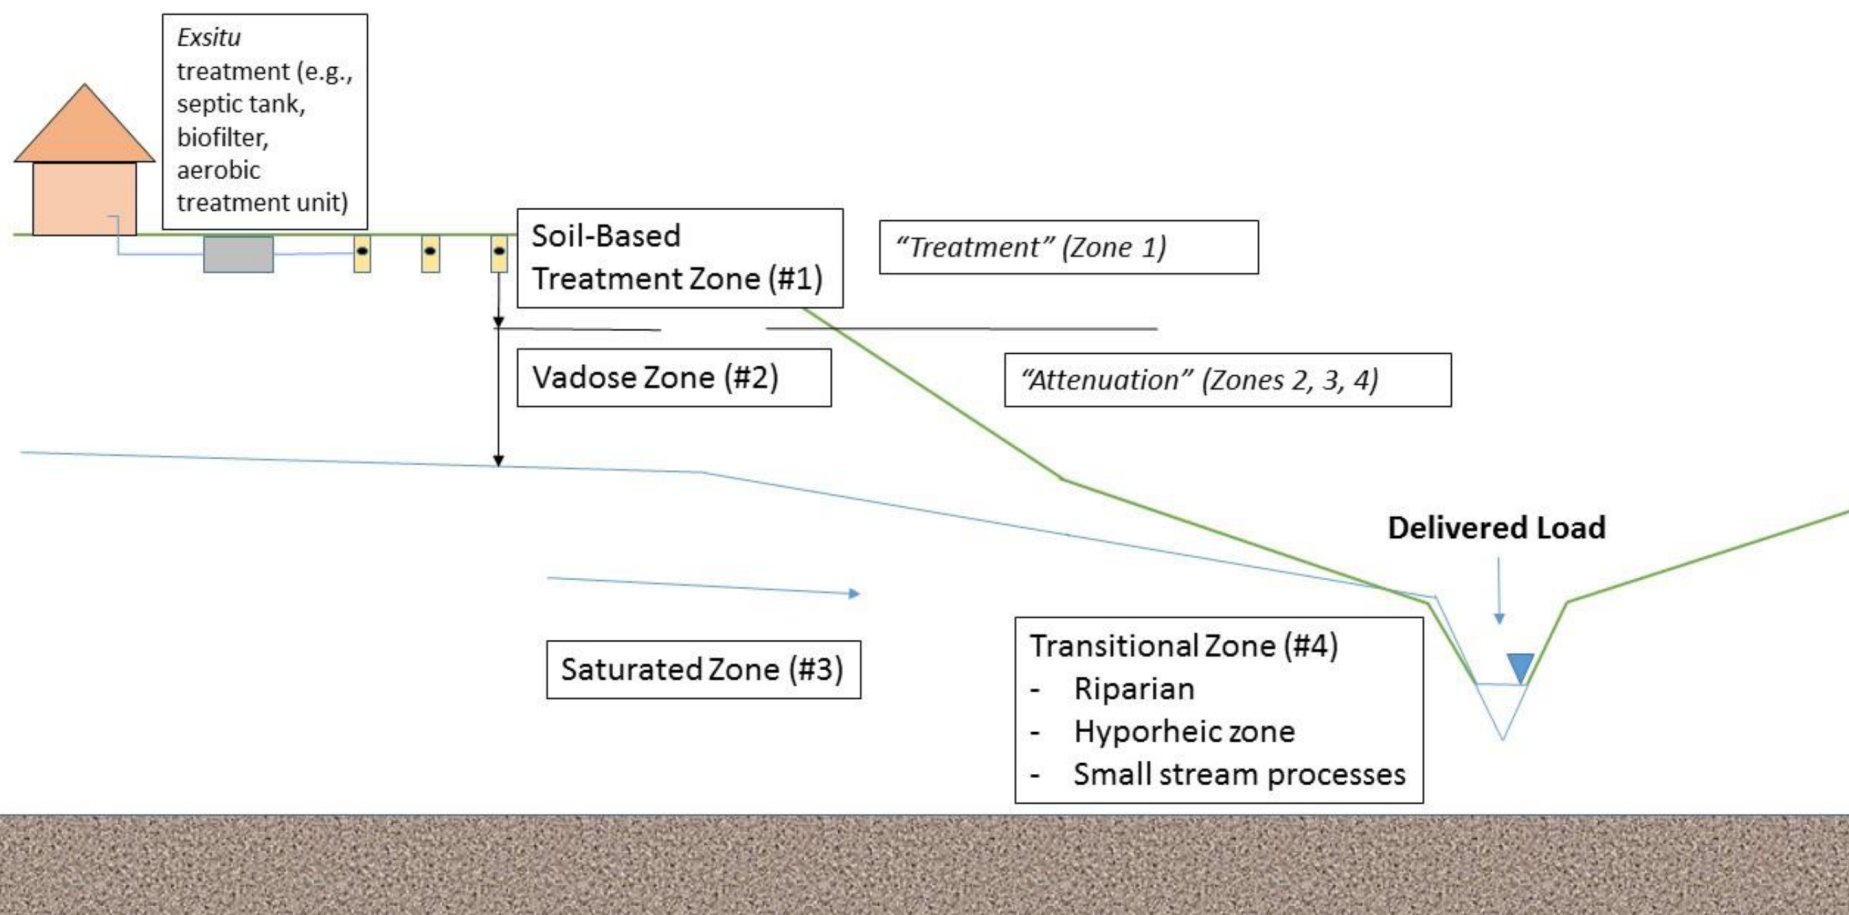 Exsitu
treatment (e.g.,
septic tank,
biofilter,
aerobic
treatment unit)
Soil-Based
Treatment Zone (#1)
“Treatment” (Zone 1)
Vadose Zone (#2)
“Attenuation” (Zones 2, 3, 4)
Delivered Load
Saturated Zone (#3)
Transitional Zone (#4)
- Riparian
- Hyporheic zone
- Small stream processes